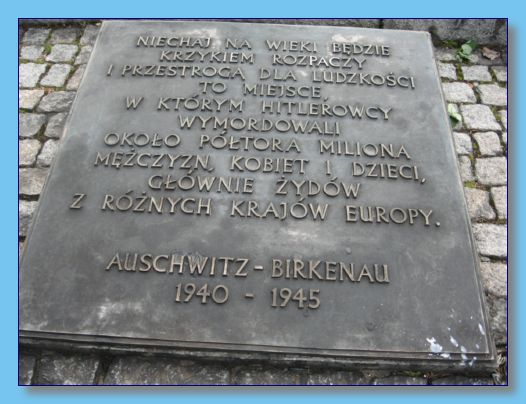 NIECHAJ NA WIEKI BĘDZIE
KRZYKIEM ROZPACZY
I PRZESTROGĄ DLA LUDZKOŚCI
TO MIEJSCE
W KTÓRYM HITLEROWCY
WYMORDOWALI
OKOŁO PÓŁTORA MILIONA
MĘŻCZYZN, KOBIET I DZIECI,
GŁÓWNIE ŻYDÓW
Z RÓŻNYCH KRAJÓW EUROPY.
AUSCHWITZ - BIRKENAU
1940 - 1945